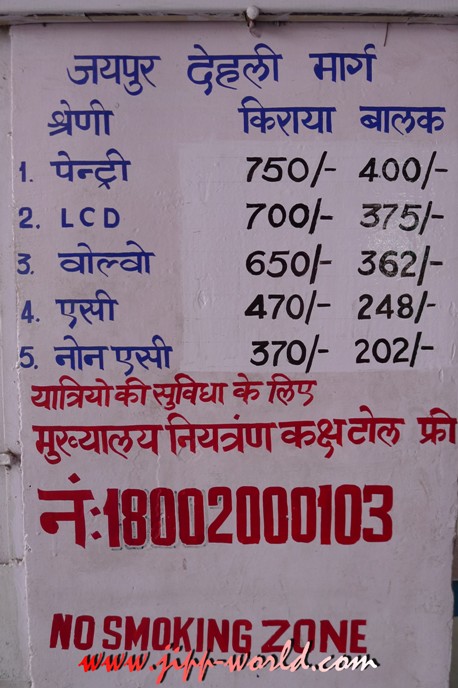 जयपुर देहली मार्ग
श्रेणी किराया बालक
1. पेन्ट्री 750/- 400/-
2. LCD 700/- 375/-
3. वोल्वो 650/- 362/-
4. एसी 470/- 248/-
5. नोन एसी 370/- 202/-
यात्रियो की सुविधा के लिए
मुख्यालय नियत्रंण कक्ष टोल फ्री
नं:18002000103
NO SMOKING ZONE
www.jipp-world.com